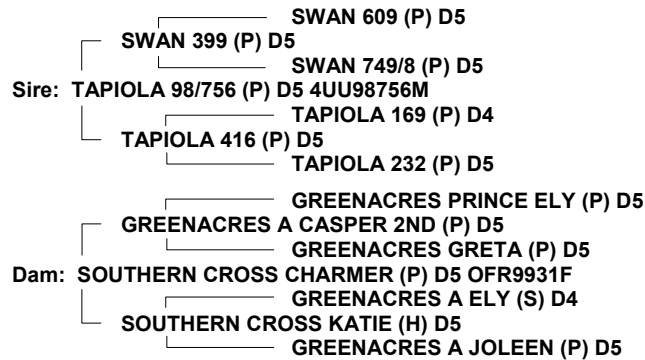 SWAN 609 (P) D5
SWAN 399 (P) D5
SWAN 749/8 (P) D5
Sire: TAPIOLA 98/756 (P) D5 4UU98756M
TAPIOLA 169 (P) D4
TAPIOLA 416 (P) D5
TAPIOLA 232 (P) D5
GREENACRES PRINCE ELY (P) D5
GREENACRES A CASPER 2ND (P) D5
GREENACRES GRETA (P) D5
Dam: SOUTHERN CROSS CHARMER (P) D5 OFR9931F
GREENACRES A ELY (S) D4
SOUTHERN CROSS KATIE (H) D5
GREENACRES A JOLEEN (P) D5